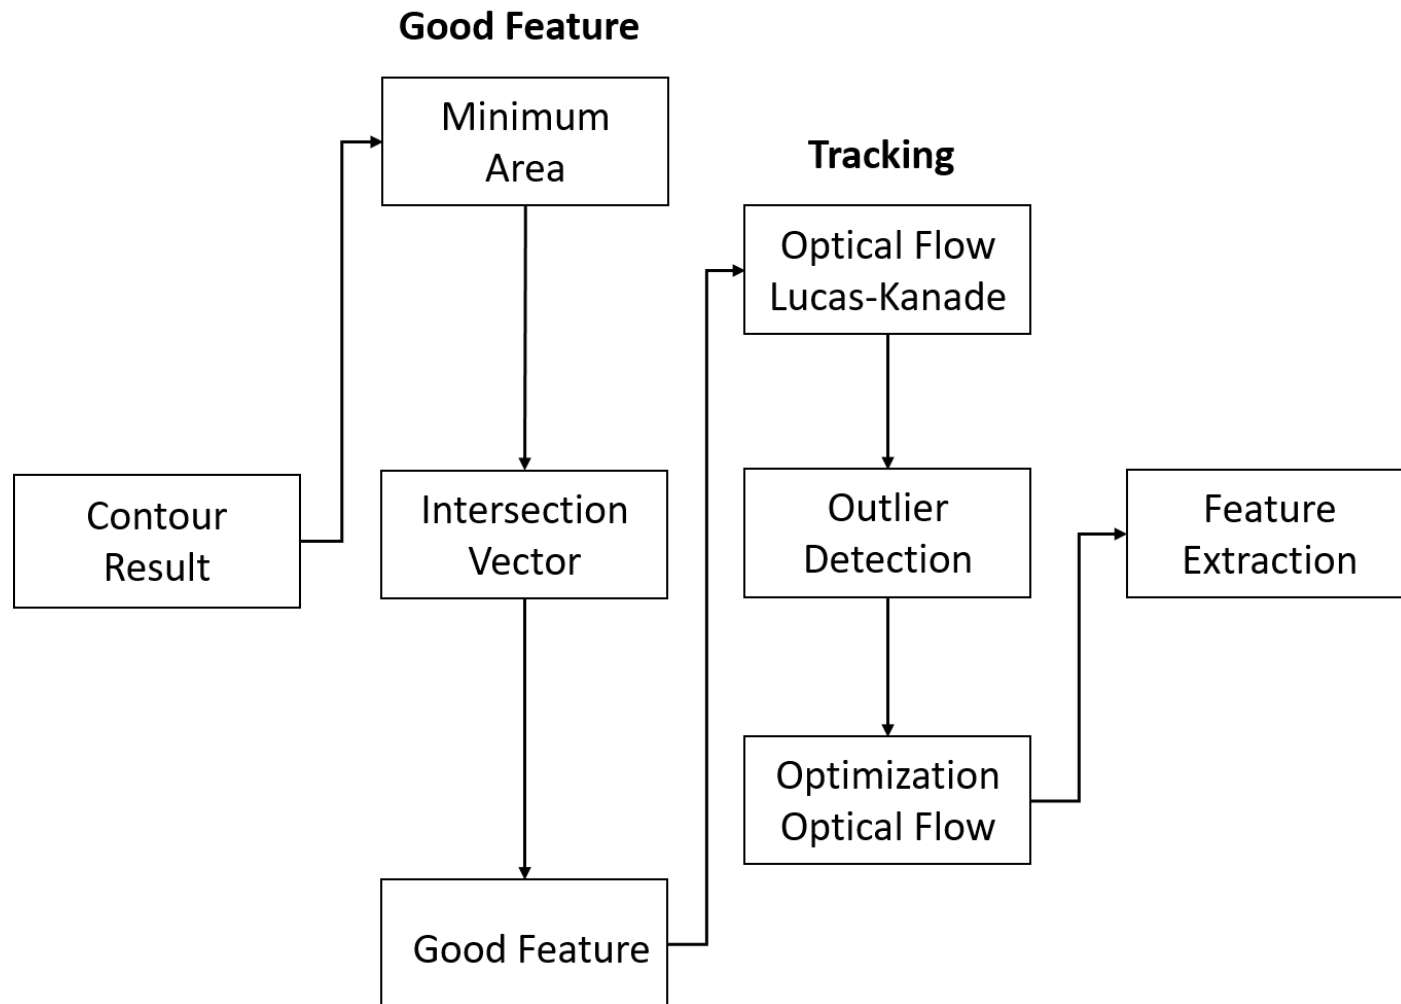 Good Feature
Minimum
Area
Tracking
Optical Flow
Lucas-Kanade
Contour
Result
Intersection
Vector
Outlier
Detection
Feature
Extraction
Optimization
Optical Flow
Good Feature